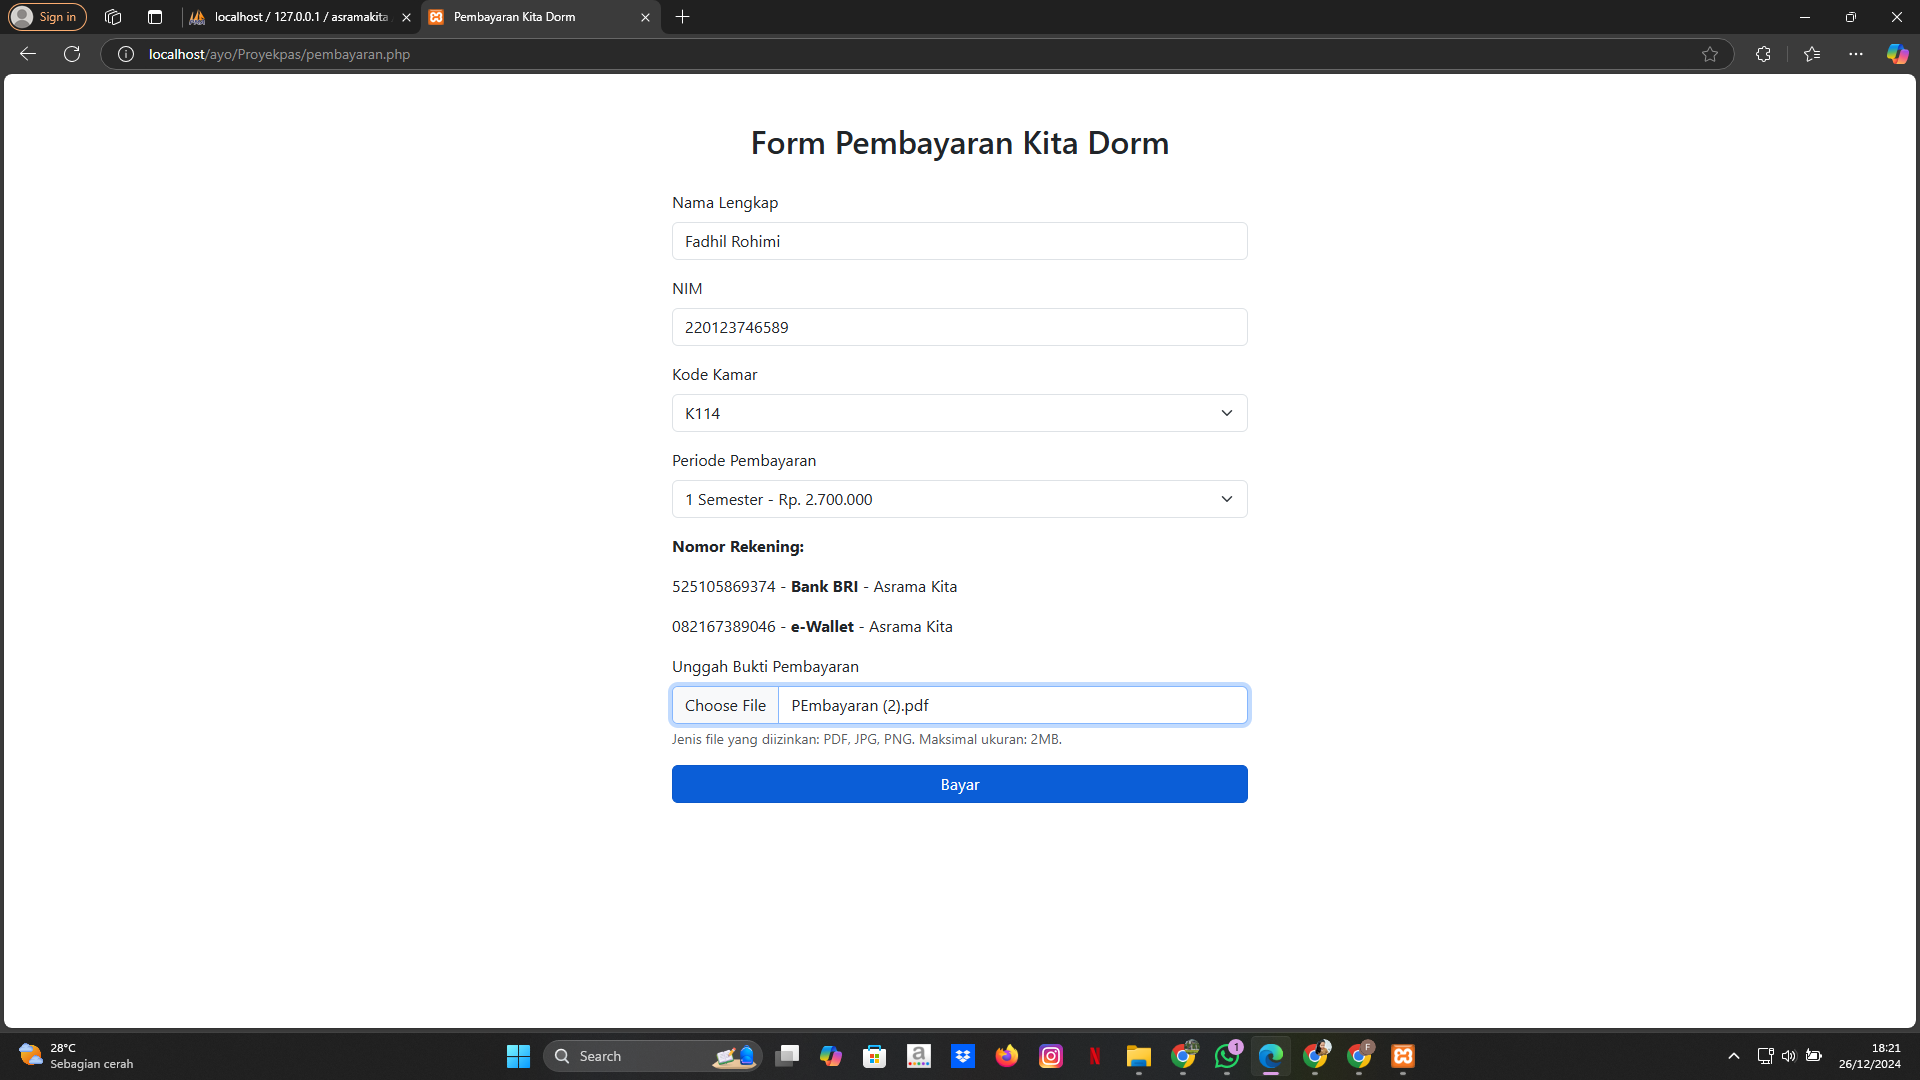 Sign in
localhost / 127.0.0.1 / asramakita
Pembayaran Kita Dorm
localhost/ayo/Proyekpas/pembayaran.php
Form Pembayaran Kita Dorm
Nama Lengkap
Fadhil Rohimi
NIM
220123746589
Kode Kamar
K114
Periode Pembayaran
1 Semester - Rp. 2.700.000
Nomor Rekening:
525105869374 - Bank BRI - Asrama Kita
082167389046 - e-Wallet - Asrama Kita
Unggah Bukti Pembayaran
Choose File PEmbayaran (2).pdf
Jenis file yang diizinkan: PDF, JPG, PNG. Maksimal ukuran: 2MB.
Bayar
28°C
Sebagian cerah
Search
a
N
1
F
18:21
26/12/2024